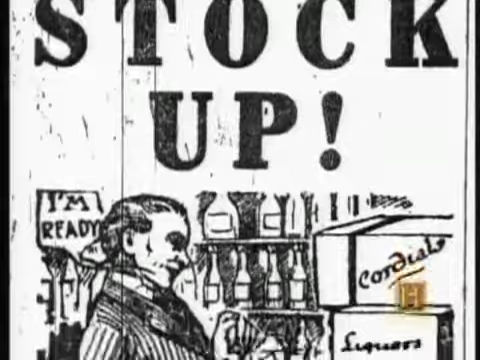 STOCK
UP!
I'M
READY
Cordials
H
Liquors